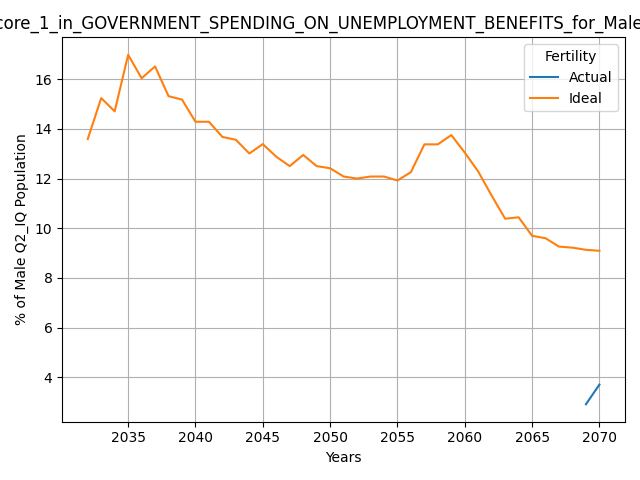 core_1_in_GOVERNMENT_SPENDING_ON_UNEMPLOYMENT_BENEFITS_for_Male
Fertility
Actual
Ideal
16
14
12
10
8
6
4
% of Male Q2_IQ Population
2035 2040 2045 2050 2055 2060 2065 2070
Years